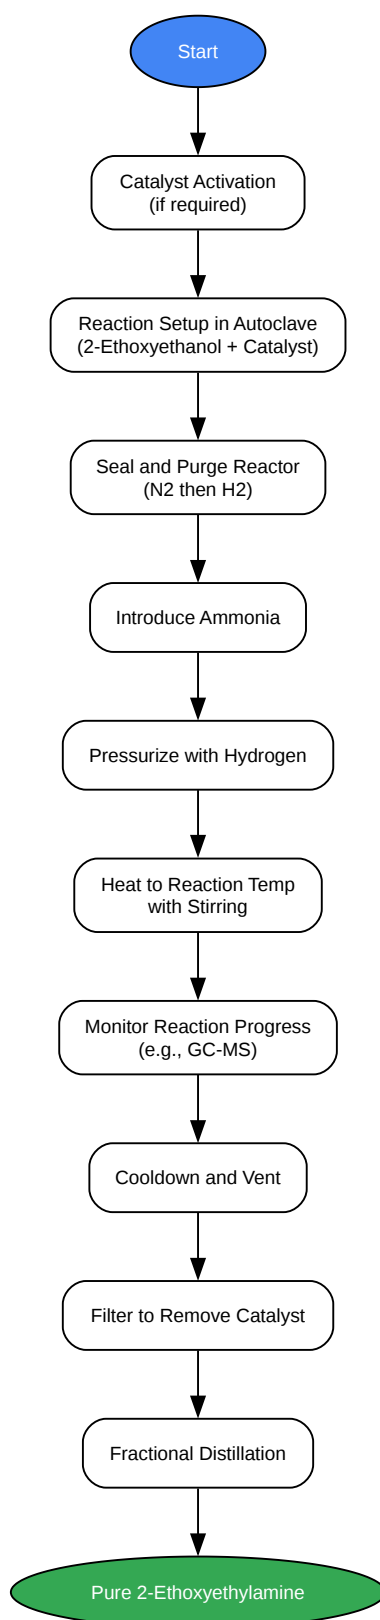 Start
Catalyst Activation
(if required)
Reaction Setup in Autoclave
(2-Ethoxyethanol + Catalyst)
Seal and Purge Reactor
(N2 then H2)
Introduce Ammonia
Pressurize with Hydrogen
Heat to Reaction Temp
with Stirring
Monitor Reaction Progress
(e.g., GC-MS)
Cooldown and Vent
Filter to Remove Catalyst
Fractional Distillation
Pure 2-Ethoxyethylamine